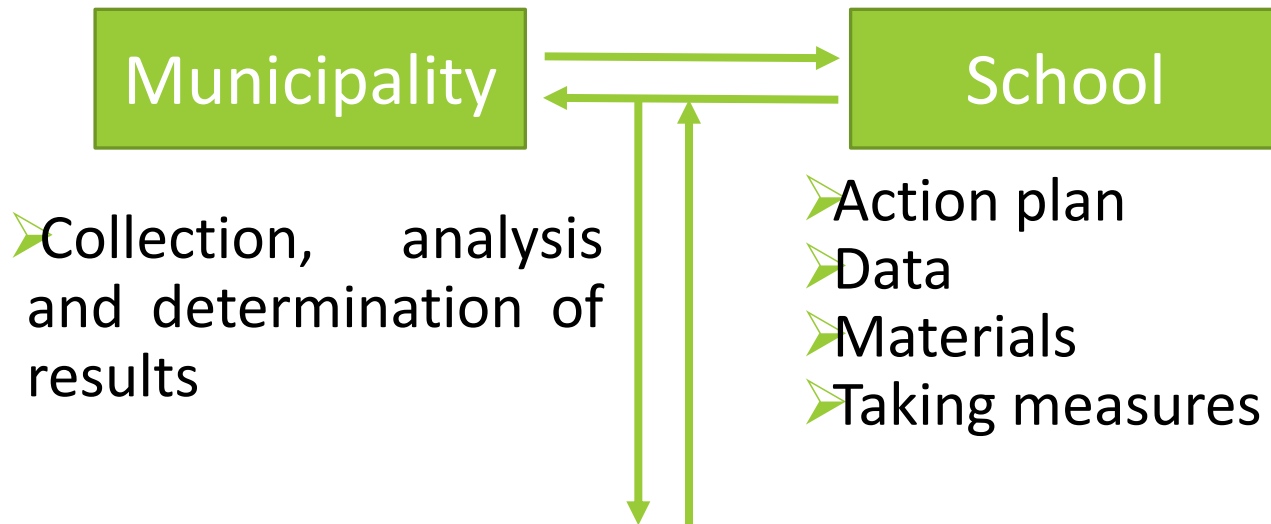 Municipality
School
Collection, analysis
and determination of
results
Action plan
Data
Materials
Taking measures